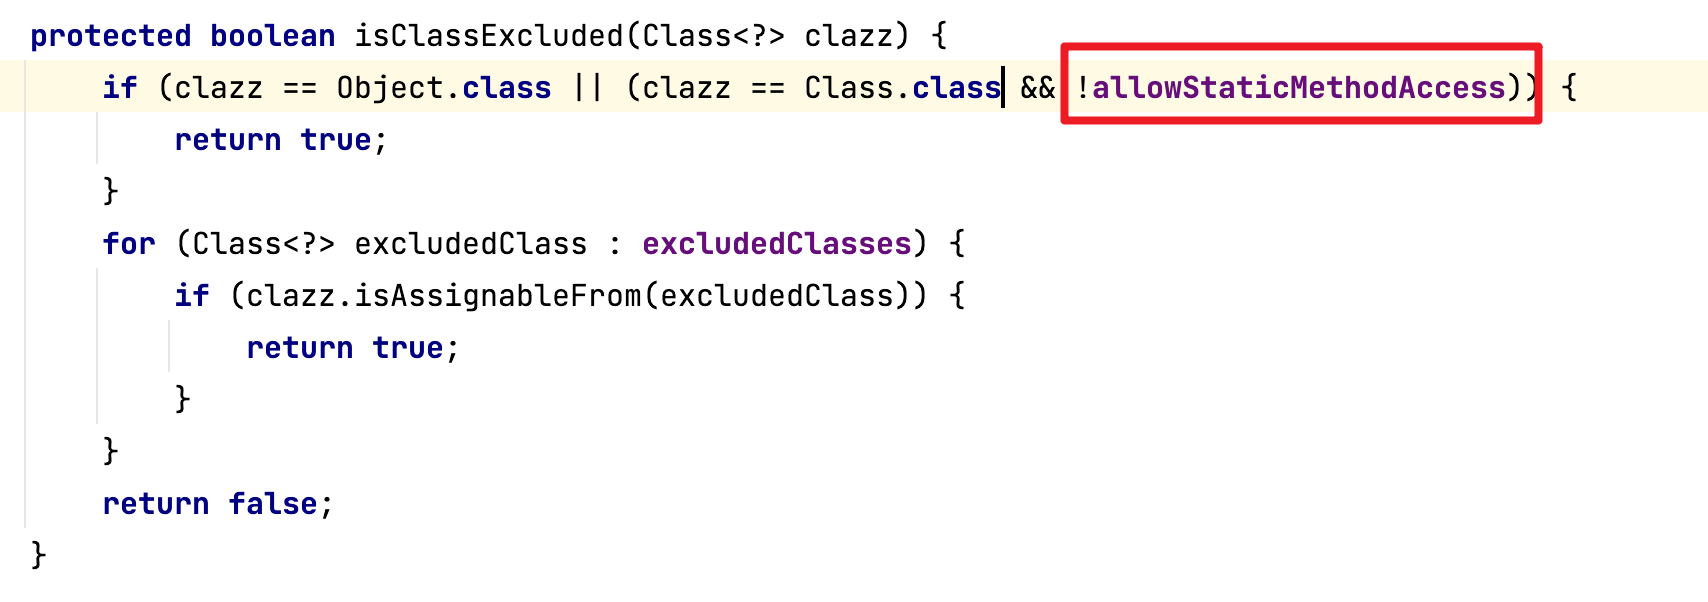 protected boolean isClassExcluded(Class<?> clazz) {
    if (clazz == Object.class || (clazz == Class.class && !allowStaticMethodAccess)) {
        return true;
    }
    for (Class<?> excludedClass : excludedClasses) {
        if (clazz.isAssignableFrom(excludedClass)) {
            return true;
        }
    }
    return false;
}